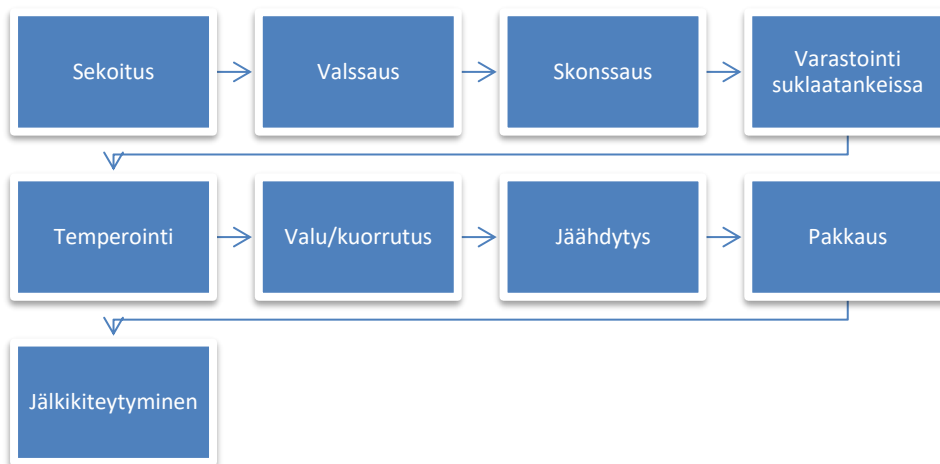 Sekoitus
Valssaus
Skonssaus
Varastointi
suklaatankeissa
Temperointi
Valu/kuorrutus
Jäähdytys
Pakkaus
Jälkikiteytyminen